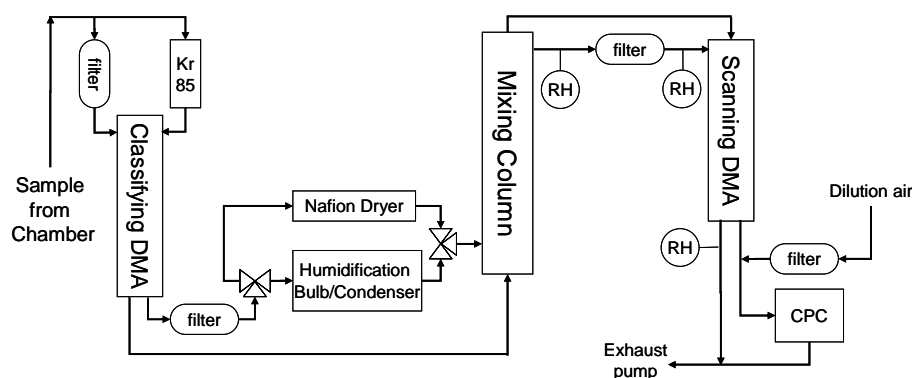 filter
Kr
85
Classifying DMA
Sample
from
Chamber
filter
Nafion Dryer
Humidification
Bulb/Condenser
Mixing Column
RH
filter
RH
Scanning DMA
RH
Dilution air
filter
CPC
Exhaust
pump